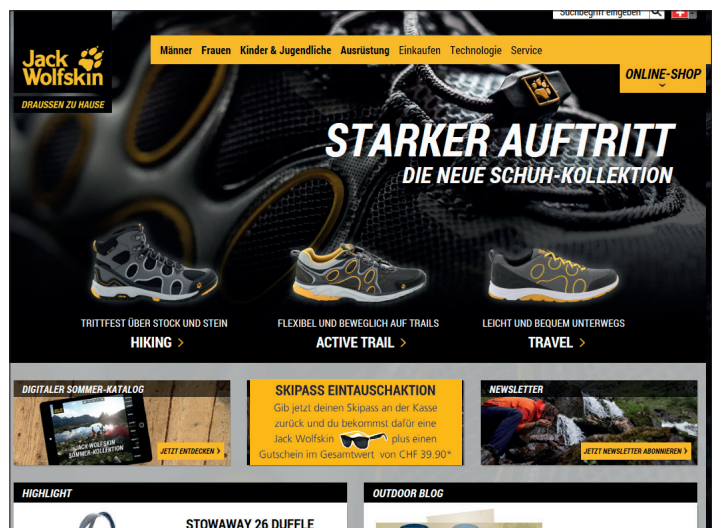 Suchbegriff eingeben
Jack
Wolfskin
DRAUSSEN ZU HAUSE
Männer Frauen Kinder & Jugendliche Ausrüstung Einkaufen Technologie Service
ONLINE-SHOP
STARKER AUFTRITT
DIE NEUE SCHUH-KOLLEKTION
TRITTFEST ÜBER STOCK UND STEIN
HIKING >
FLEXIBEL UND BEWEGLICH AUF TRAILS
ACTIVE TRAIL >
LEICHT UND BEQUEM UNTERWEGS
TRAVEL >
DIGITALER SOMMER-KATALOG
JACK WOLFSKIN
SOMMER-KOLLEKTION
JETZT ENTDECKEN >
SKIPASS EINTAUSCHAKTION
Gib jetzt deinen Skipass an der Kasse
zurück und du bekommst dafür eine
Jack Wolfskin plus einen
Gutschein im Gesamtwert von CHF 39.90*
NEWSLETTER
JETZT NEWSLETTER ABONNIEREN >
HIGHLIGHT
STOWAWAY 26 DUFFLE
OUTDOOR BLOG